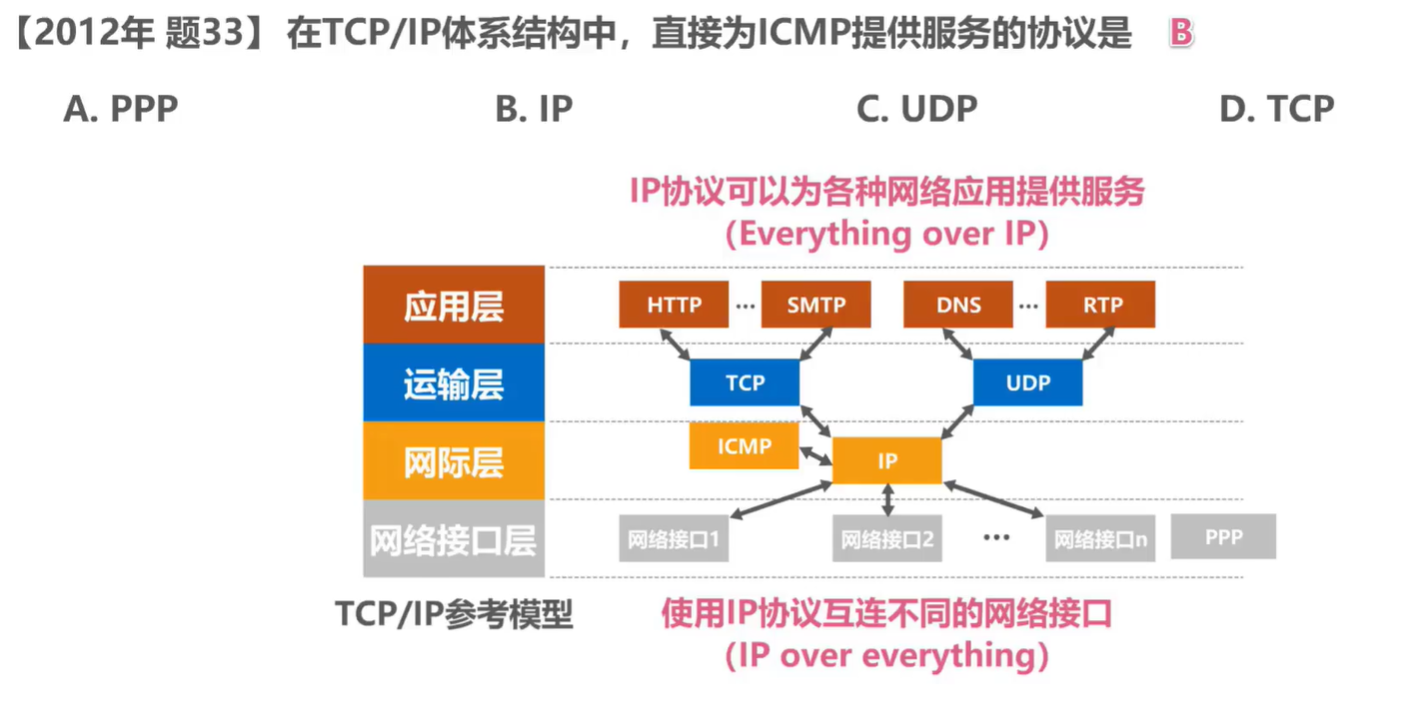 【2012年 题33】在TCP/IP体系结构中，直接为ICMP提供服务的协议是 B
A. PPP B. IP C. UDP D. TCP
IP协议可以为各种网络应用提供服务
（Everything over IP）
应用层 HTTP ... SMTP DNS ... RTP
运输层 TCP UDP
网际层 ICMP IP
网络接口层 网络接口1 网络接口2 ... 网络接口n PPP
TCP/IP参考模型 使用IP协议互连不同的网络接口
（IP over everything）